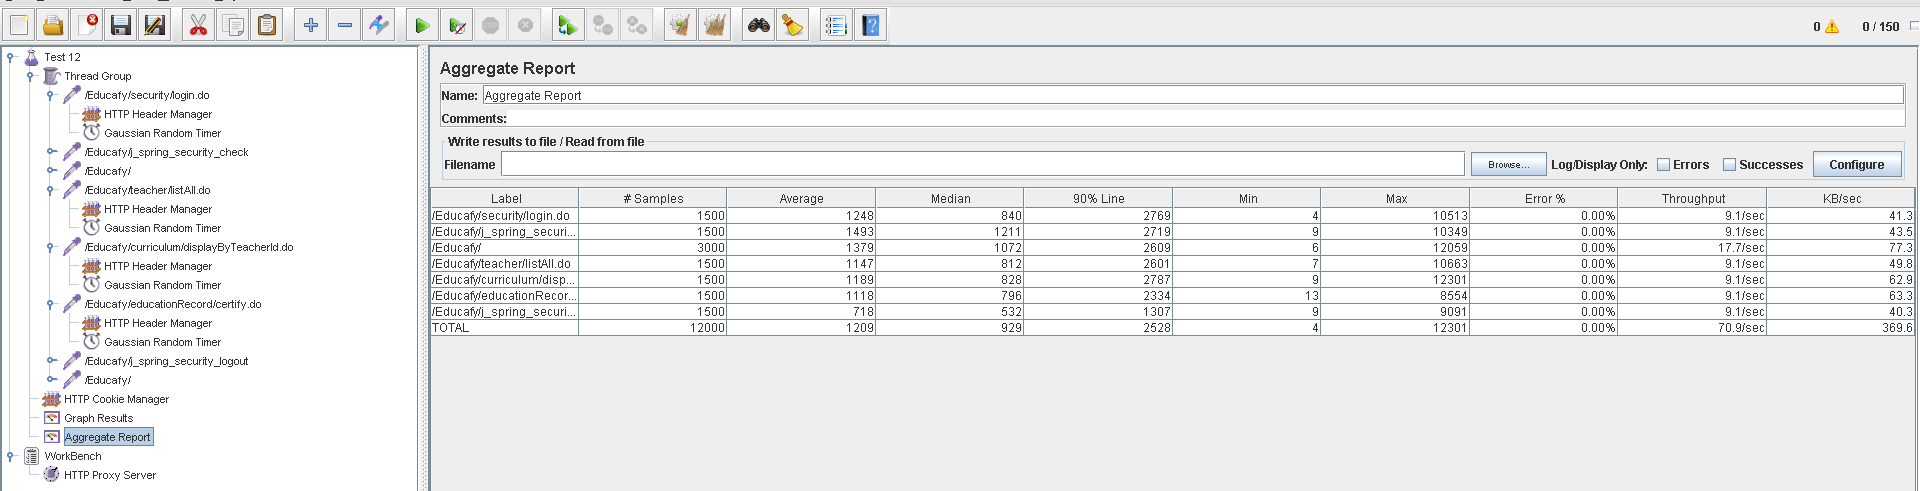 0 0 / 150
Test 12
Thread Group
/Educafy/security/login.do
HTTP Header Manager
Gaussian Random Timer
/Educafy/j_spring_security_check
/Educafy/
/Educafy/teacher/listAll.do
HTTP Header Manager
Gaussian Random Timer
/Educafy/curriculum/displayByTeacherId.do
HTTP Header Manager
Gaussian Random Timer
/Educafy/educationRecord/certify.do
HTTP Header Manager
Gaussian Random Timer
/Educafy/j_spring_security_logout
/Educafy/
HTTP Cookie Manager
Graph Results
Aggregate Report
WorkBench
HTTP Proxy Server
Aggregate Report
Name: Aggregate Report
Comments:
Write results to file / Read from file
Filename Browse... Log/Display Only: Errors Successes Configure
Label # Samples Average Median 90% Line Min Max Error % Throughput KB/sec
/Educafy/security/login.do 1500 1248 840 2769 4 10513 0.00% 9.1/sec 41.3
/Educafy/j_spring_securi... 1500 1493 1211 2719 9 10349 0.00% 9.1/sec 43.5
/Educafy/ 3000 1379 1072 2609 6 12059 0.00% 17.7/sec 77.3
/Educafy/teacher/listAll.do 1500 1147 812 2601 7 10663 0.00% 9.1/sec 49.8
/Educafy/curriculum/disp... 1500 1189 828 2787 9 12301 0.00% 9.1/sec 62.9
/Educafy/educationRecor... 1500 1118 796 2334 13 8554 0.00% 9.1/sec 63.3
/Educafy/j_spring_securi... 1500 718 532 1307 9 9091 0.00% 9.1/sec 40.3
TOTAL 12000 1209 929 2528 4 12301 0.00% 70.9/sec 369.6